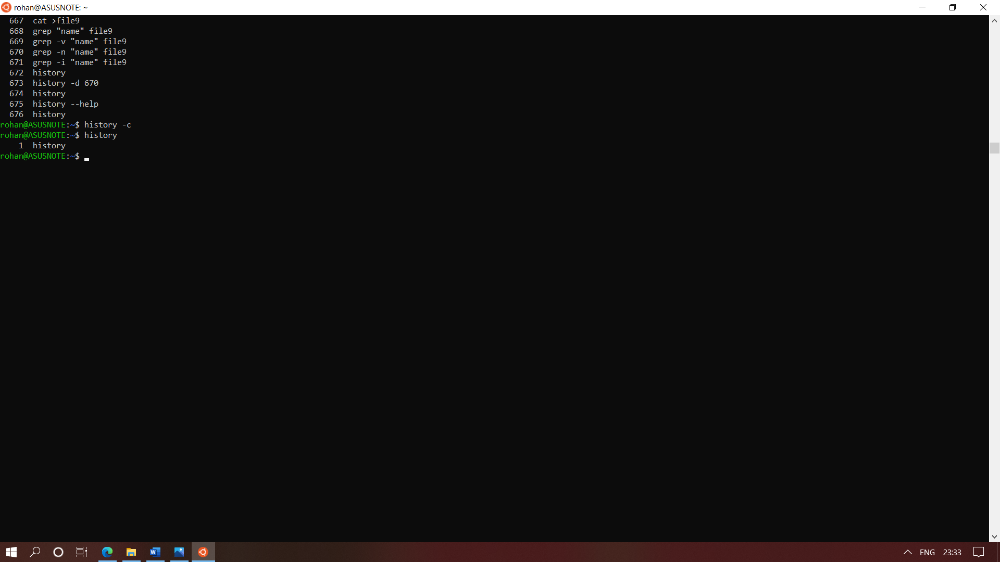 rohan@ASUSNOTE: ~
667 cat >file9
668 grep "name" file9
669 grep -v "name" file9
670 grep -n "name" file9
671 grep -i "name" file9
672 history
673 history -d 670
674 history
675 history --help
676 history
rohan@ASUSNOTE:~$ history -c
rohan@ASUSNOTE:~$ history
1 history
rohan@ASUSNOTE:~$
W
ENG 23:33